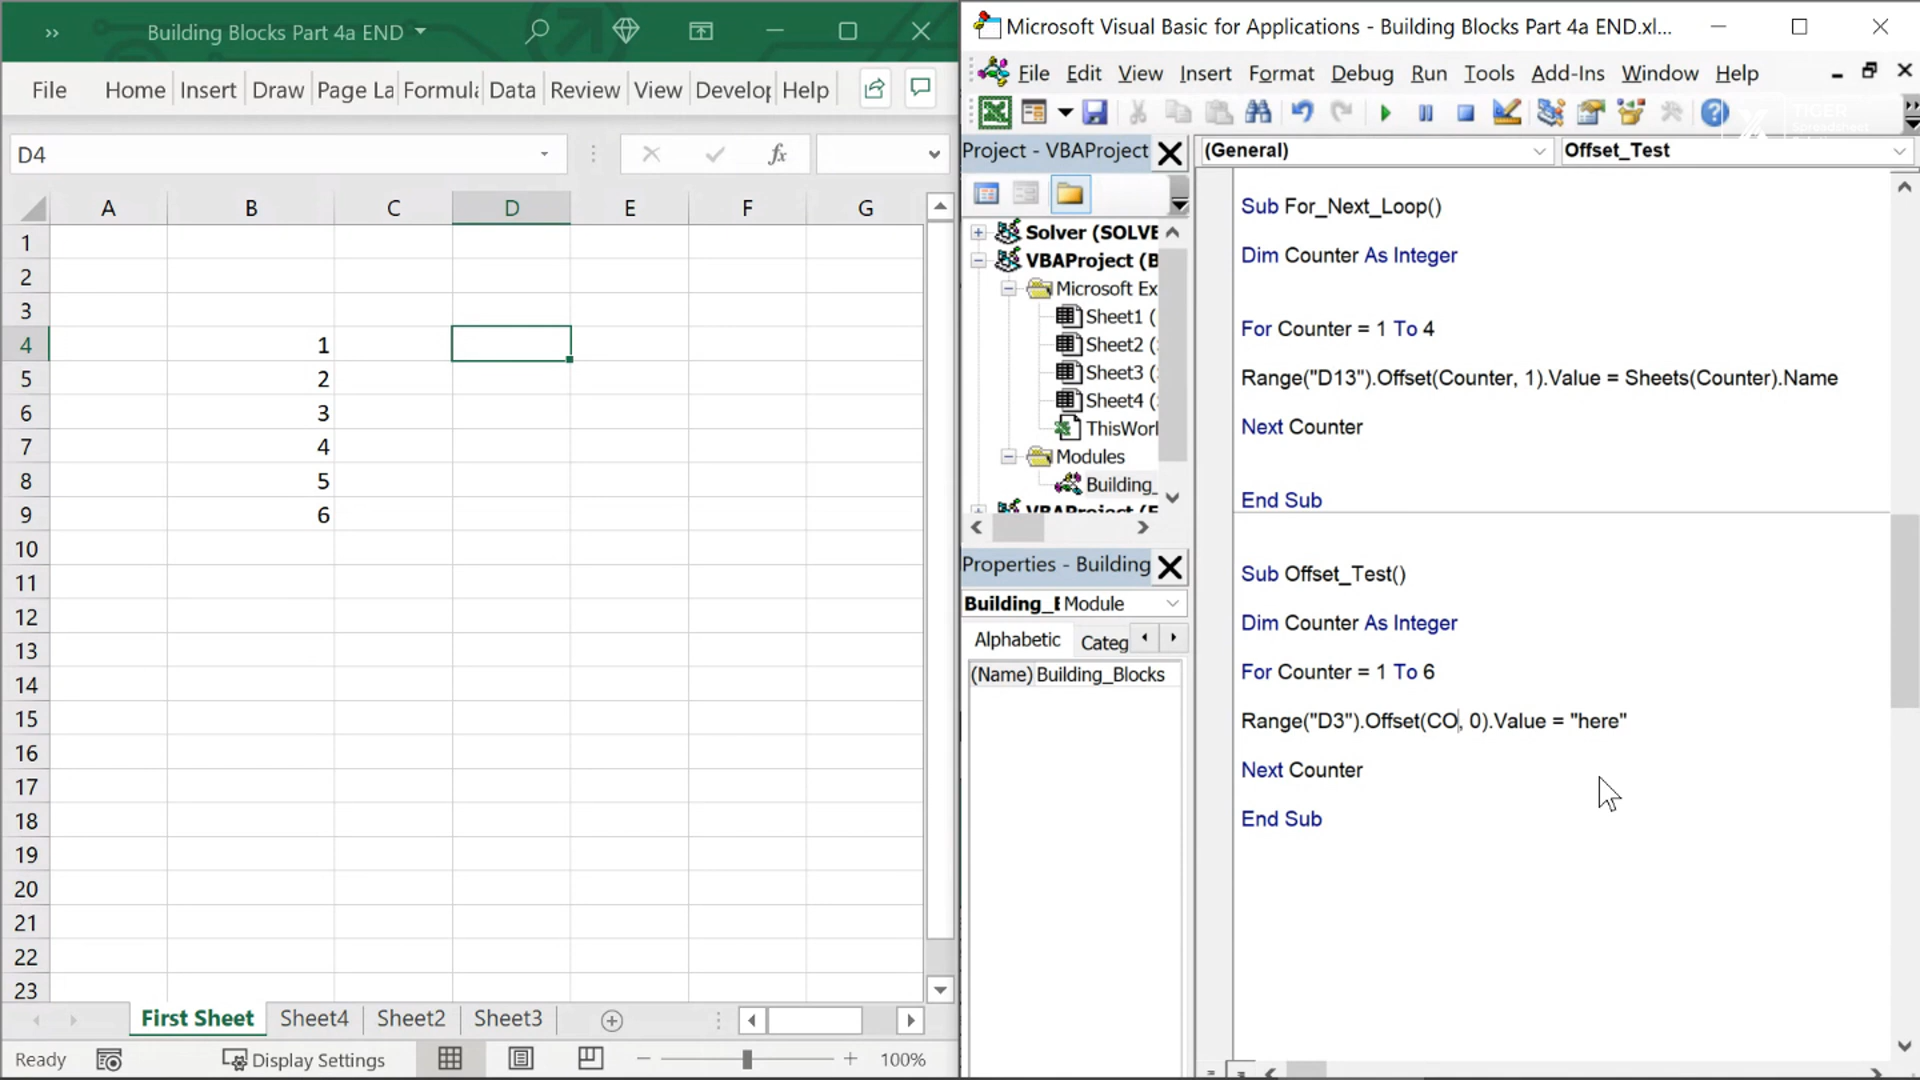 Building Blocks Part 4a END
File Home Insert Draw Page La Formula Data Review View Develop Help
D4
fx
A B C D E F G
1
2
3
4 1
5 2
6 3
7 4
8 5
9 6
10
11
12
13
14
15
16
17
18
19
20
21
22
23
First Sheet Sheet4 Sheet2 Sheet3
Ready Display Settings 100%
Microsoft Visual Basic for Applications - Building Blocks Part 4a END.xl...
File Edit View Insert Format Debug Run Tools Add-Ins Window Help
TIGER
Project - VBAProject
Solver (SOLVE
VBAProject (B
Microsoft Ex
Sheet1 (
Sheet2 (
Sheet3 (
Sheet4 (
ThisWor
Modules
Building_
Properties - Building
Building_E Module
Alphabetic Categ
(Name) Building_Blocks
(General) Offset_Test
Sub For_Next_Loop()
Dim Counter As Integer
For Counter = 1 To 4
Range("D13").Offset(Counter, 1).Value = Sheets(Counter).Name
Next Counter
End Sub
Sub Offset_Test()
Dim Counter As Integer
For Counter = 1 To 6
Range("D3").Offset(CO, 0).Value = "here"
Next Counter
End Sub